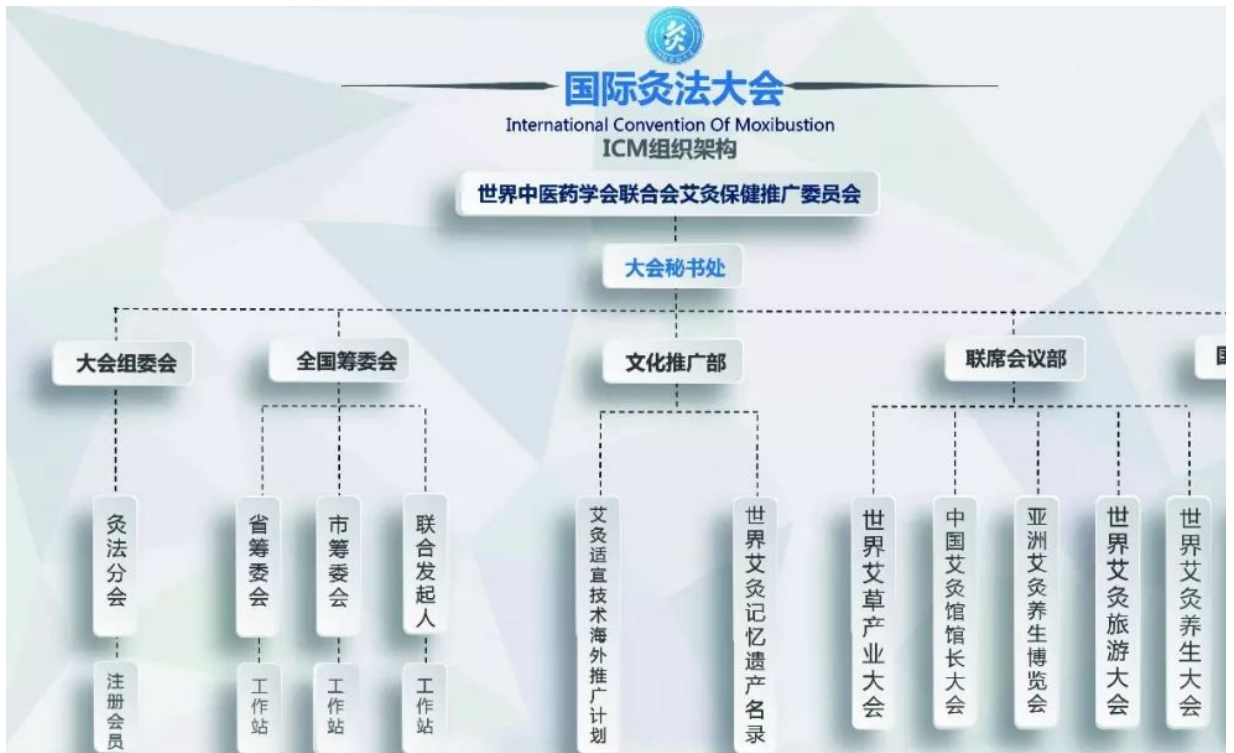 灸
国际灸法大会
International Convention Of Moxibustion
ICM组织架构
世界中医药学会联合会艾灸保健推广委员会
大会秘书处
大会组委会
全国筹委会
文化推广部
联席会议部
灸法分会
省筹委会
市筹委会
联合发起人
艾灸适宜技术海外推广计划
世界艾灸记忆遗产名录
世界艾草产业大会
中国艾灸馆馆长大会
亚洲艾灸养生博览会
世界艾灸旅游大会
世界艾灸养生大会
注册会员
工作站
工作站
工作站